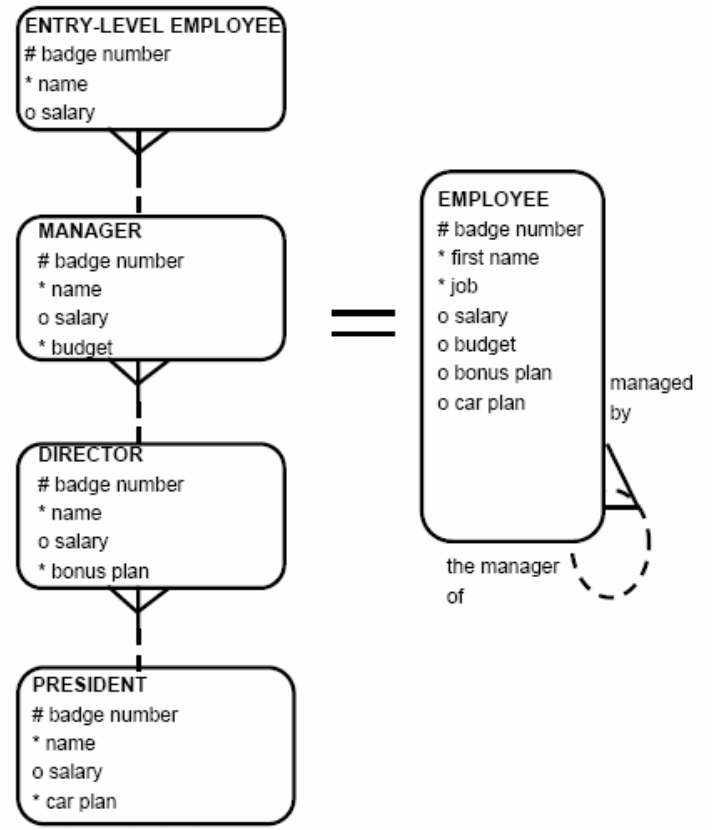 ENTRY-LEVEL EMPLOYEE
# badge number
* name
o salary
MANAGER
# badge number
* name
o salary
* budget
DIRECTOR
# badge number
* name
o salary
* bonus plan
PRESIDENT
# badge number
* name
o salary
* car plan
=
EMPLOYEE
# badge number
* first name
* job
o salary
o budget
o bonus plan
o car plan
managed
by
the manager
of